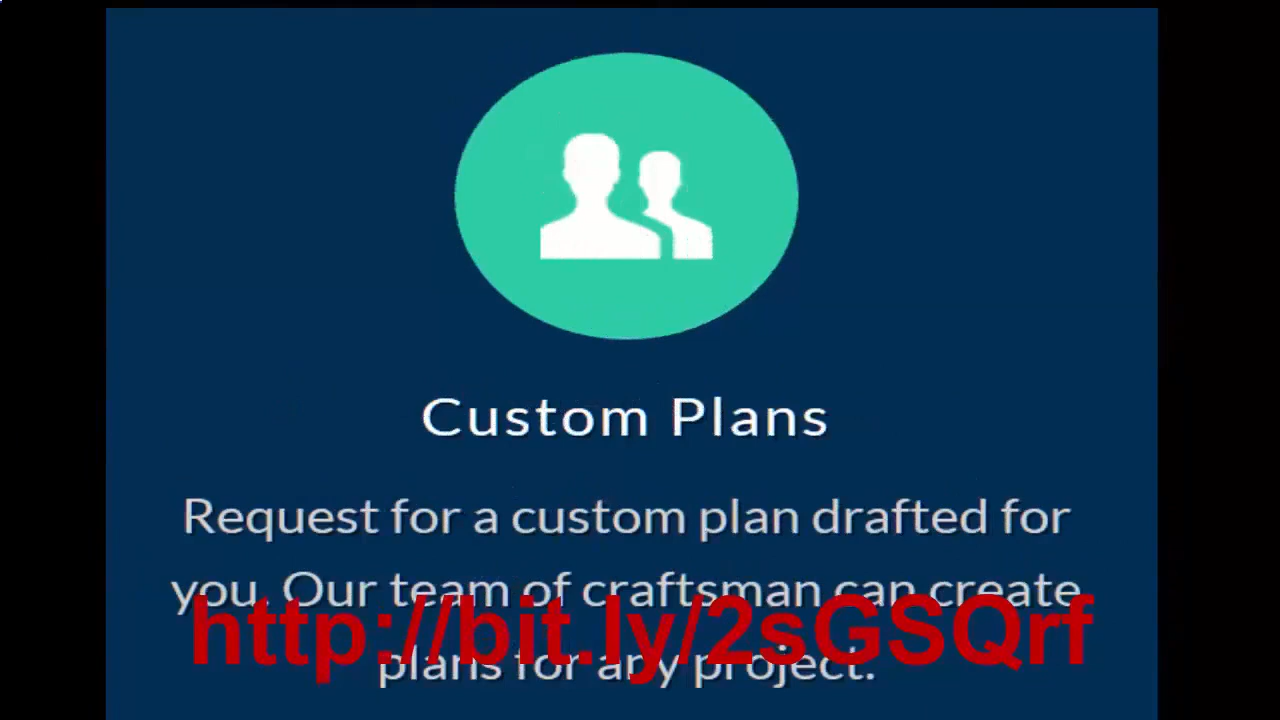 Custom Plans
Request for a custom plan drafted for
you. Our team of craftsman can create
http://bit.ly/2sGSQrf
plans for any project.